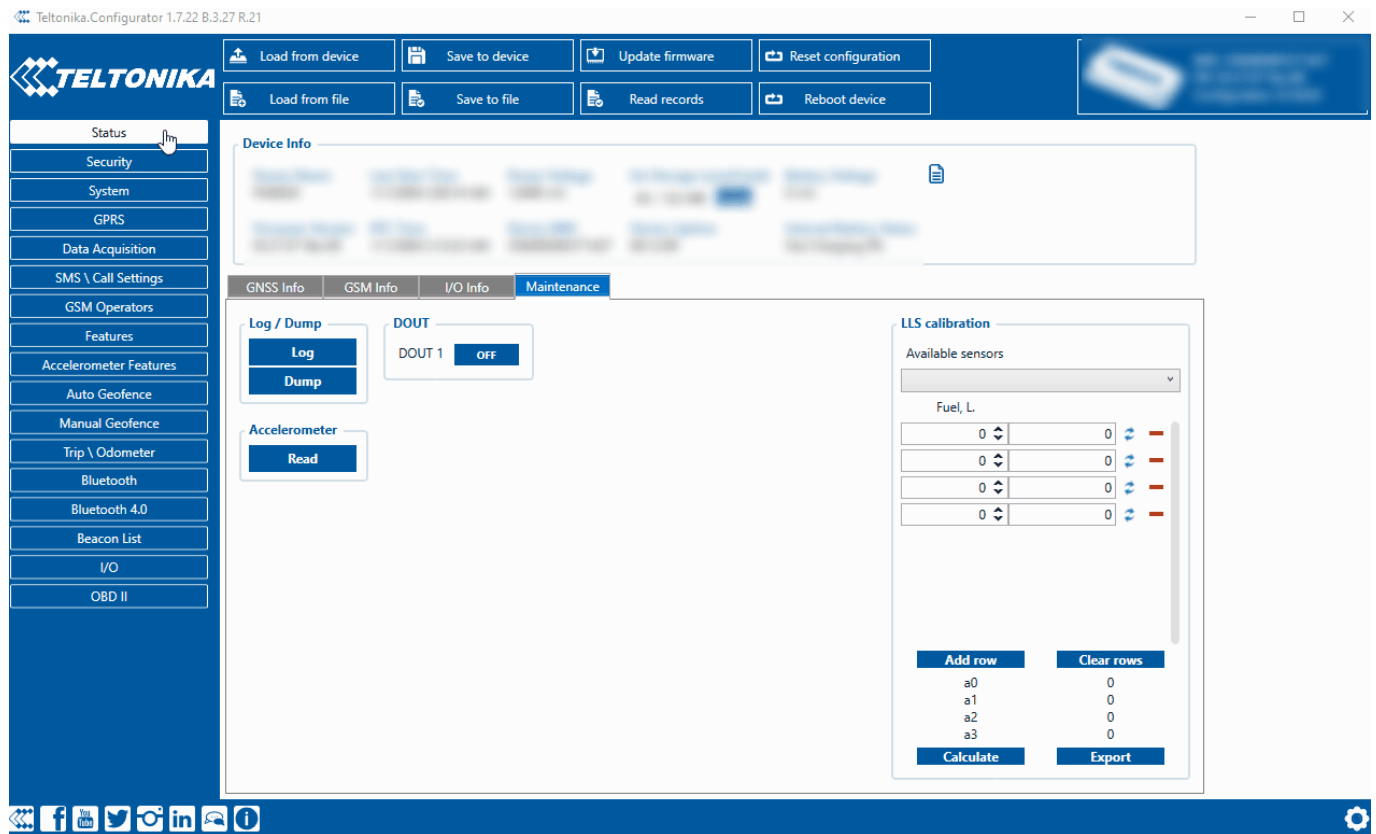 Teltonika.Configurator 1.7.22 B.3.27 R.21
TELTONIKA
Load from device
Save to device
Update firmware
Reset configuration
Load from file
Save to file
Read records
Reboot device
Status
Security
System
GPRS
Data Acquisition
SMS \ Call Settings
GSM Operators
Features
Accelerometer Features
Auto Geofence
Manual Geofence
Trip \ Odometer
Bluetooth
Bluetooth 4.0
Beacon List
I/O
OBD II
Device Info
GNSS Info GSM Info I/O Info Maintenance
Log / Dump
Log
Dump
DOUT
DOUT 1 OFF
Accelerometer
Read
LLS calibration
Available sensors
Fuel, L.
0 0
0 0
0 0
0 0
Add row Clear rows
a0 0
a1 0
a2 0
a3 0
Calculate Export
You
Tube
in